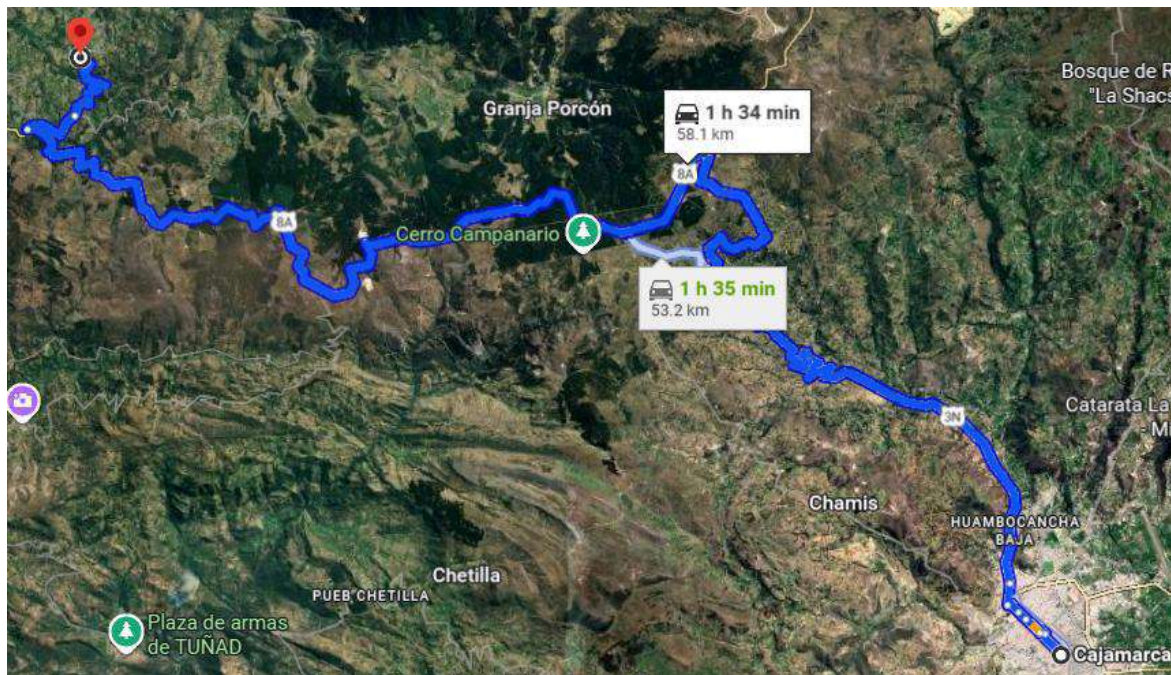 Bosque de R
"La Shacs
Granja Porcón
1 h 34 min
58.1 km
8A
8A
Cerro Campanario
1 h 35 min
53.2 km
3N
Catarata La
- M
Chamis
HUAMBOCANCHA
BAJA
Chetilla
PUEB CHETILLA
Plaza de armas
de TUÑAD
Cajamarca